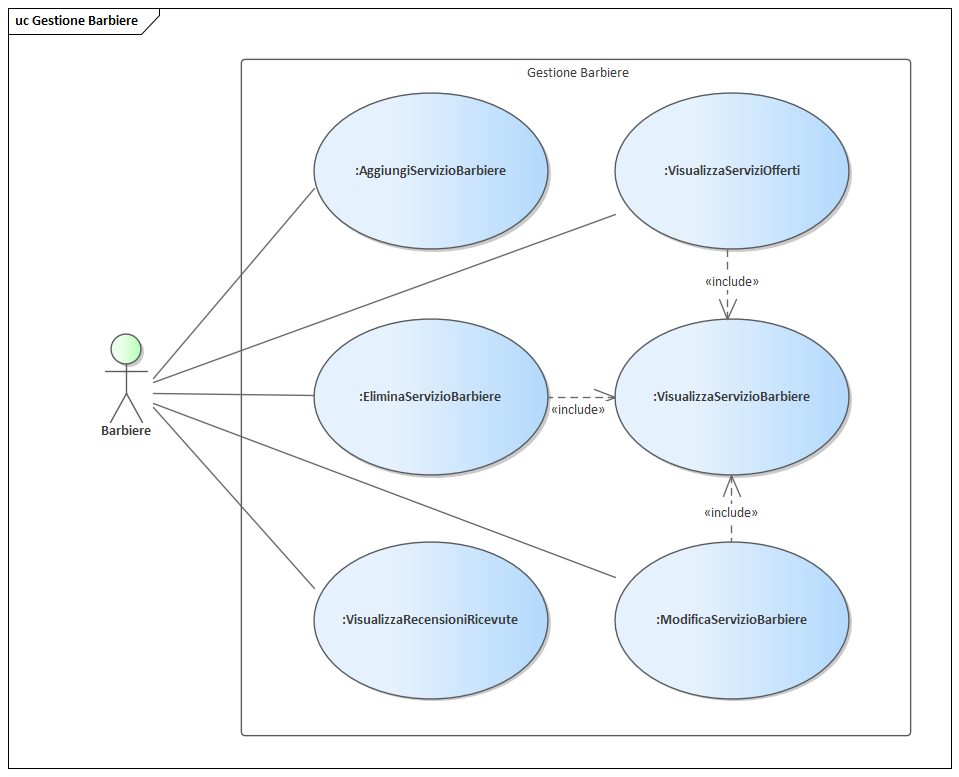 uc Gestione Barbiere
Gestione Barbiere
:AggiungiServizioBarbiere
:VisualizzaServiziOfferti
«include»
:EliminaServizioBarbiere
«include»
:VisualizzaServizioBarbiere
Barbiere
«include»
:VisualizzaRecensioniRicevute
:ModificaServizioBarbiere